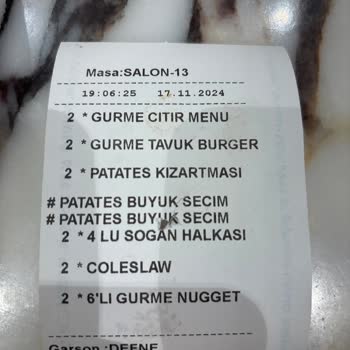 Masa:SALON-13
19:06:25 17.11.2024
2 * GURME CITIR MENU
2 * GURME TAVUK BURGER
2 * PATATES KIZARTMASI
# PATATES BUYUK SECIM
# PATATES BUYUK SECIM
2 * 4 LU SOGAN HALKASI
2 * COLESLAW
2 * 6'LI GURME NUGGET
Garson :DEFNE